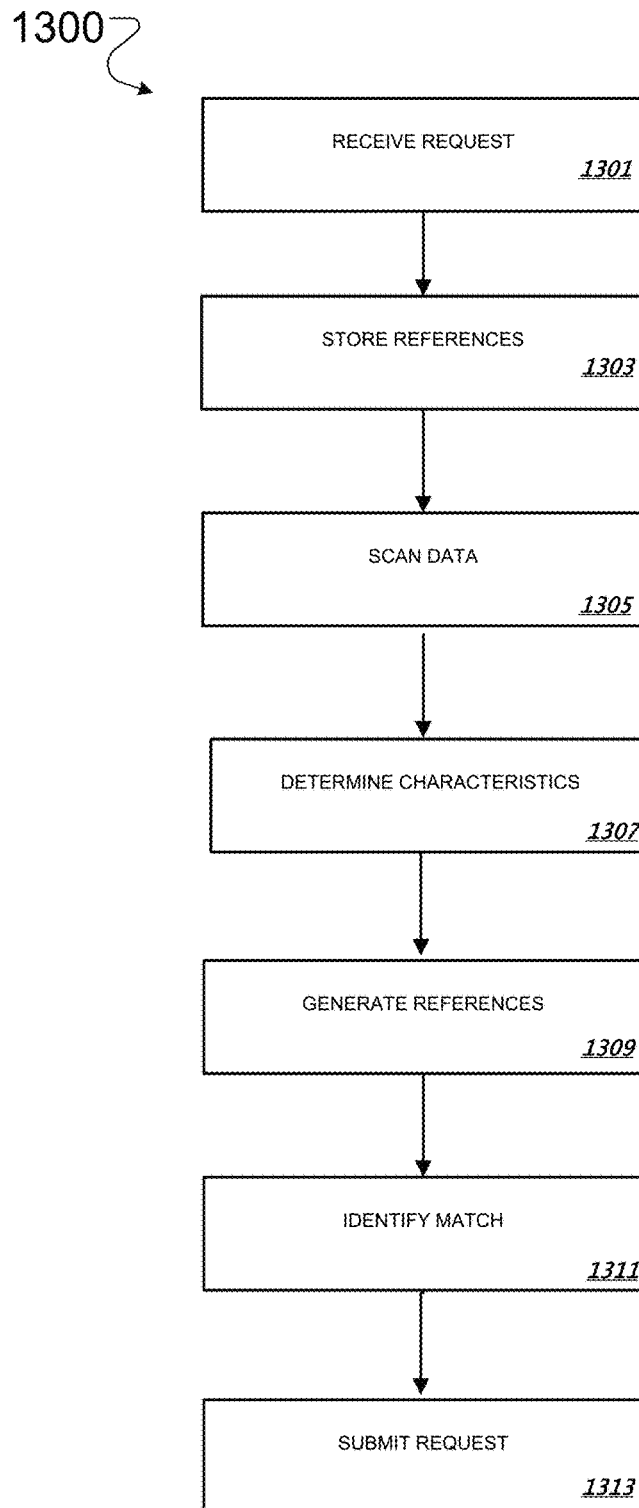 1300
RECEIVE REQUEST
1301
STORE REFERENCES
1303
SCAN DATA
1305
DETERMINE CHARACTERISTICS
1307
GENERATE REFERENCES
1309
IDENTIFY MATCH
1311
SUBMIT REQUEST
1313